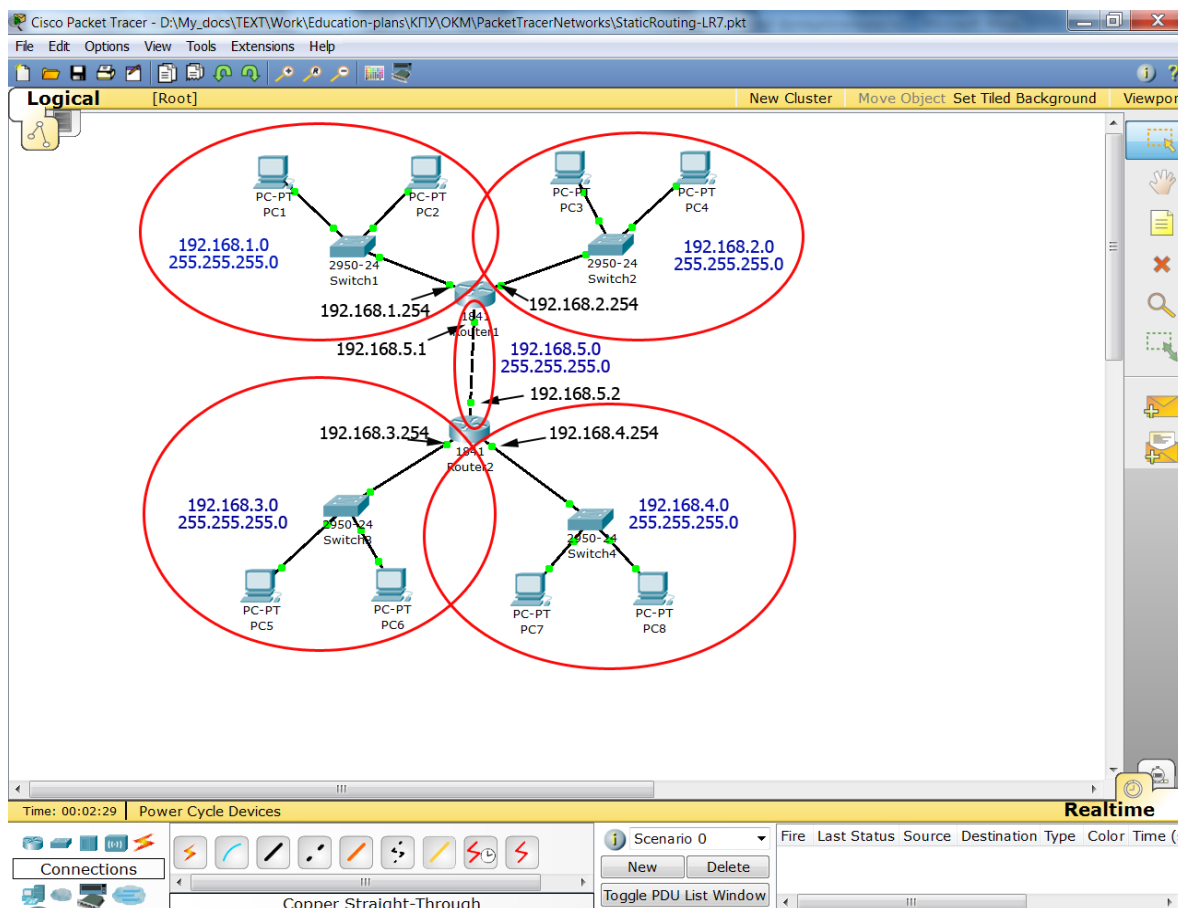 Cisco Packet Tracer - D:\My_docs\TEXT\Work\Education-plans\КПУ\ОКМ\PacketTracerNetworks\StaticRouting-LR7.pkt
File Edit Options View Tools Extensions Help
Logical [Root] New Cluster Move Object Set Tiled Background Viewpor
PC-PT
PC1
PC-PT
PC2
PC-PT
PC3
PC-PT
PC4
192.168.1.0
255.255.255.0
2950-24
Switch1
2950-24
Switch2
192.168.2.0
255.255.255.0
192.168.1.254
192.168.2.254
1841
Router1
192.168.5.1
192.168.5.0
255.255.255.0
192.168.5.2
192.168.3.254
192.168.4.254
1841
Router2
192.168.3.0
255.255.255.0
2950-24
Switch3
192.168.4.0
255.255.255.0
2950-24
Switch4
PC-PT
PC5
PC-PT
PC6
PC-PT
PC7
PC-PT
PC8
Time: 00:02:29 Power Cycle Devices Realtime
Connections
Copper Straight-Through
Scenario 0
New Delete
Toggle PDU List Window
Fire Last Status Source Destination Type Color Time (